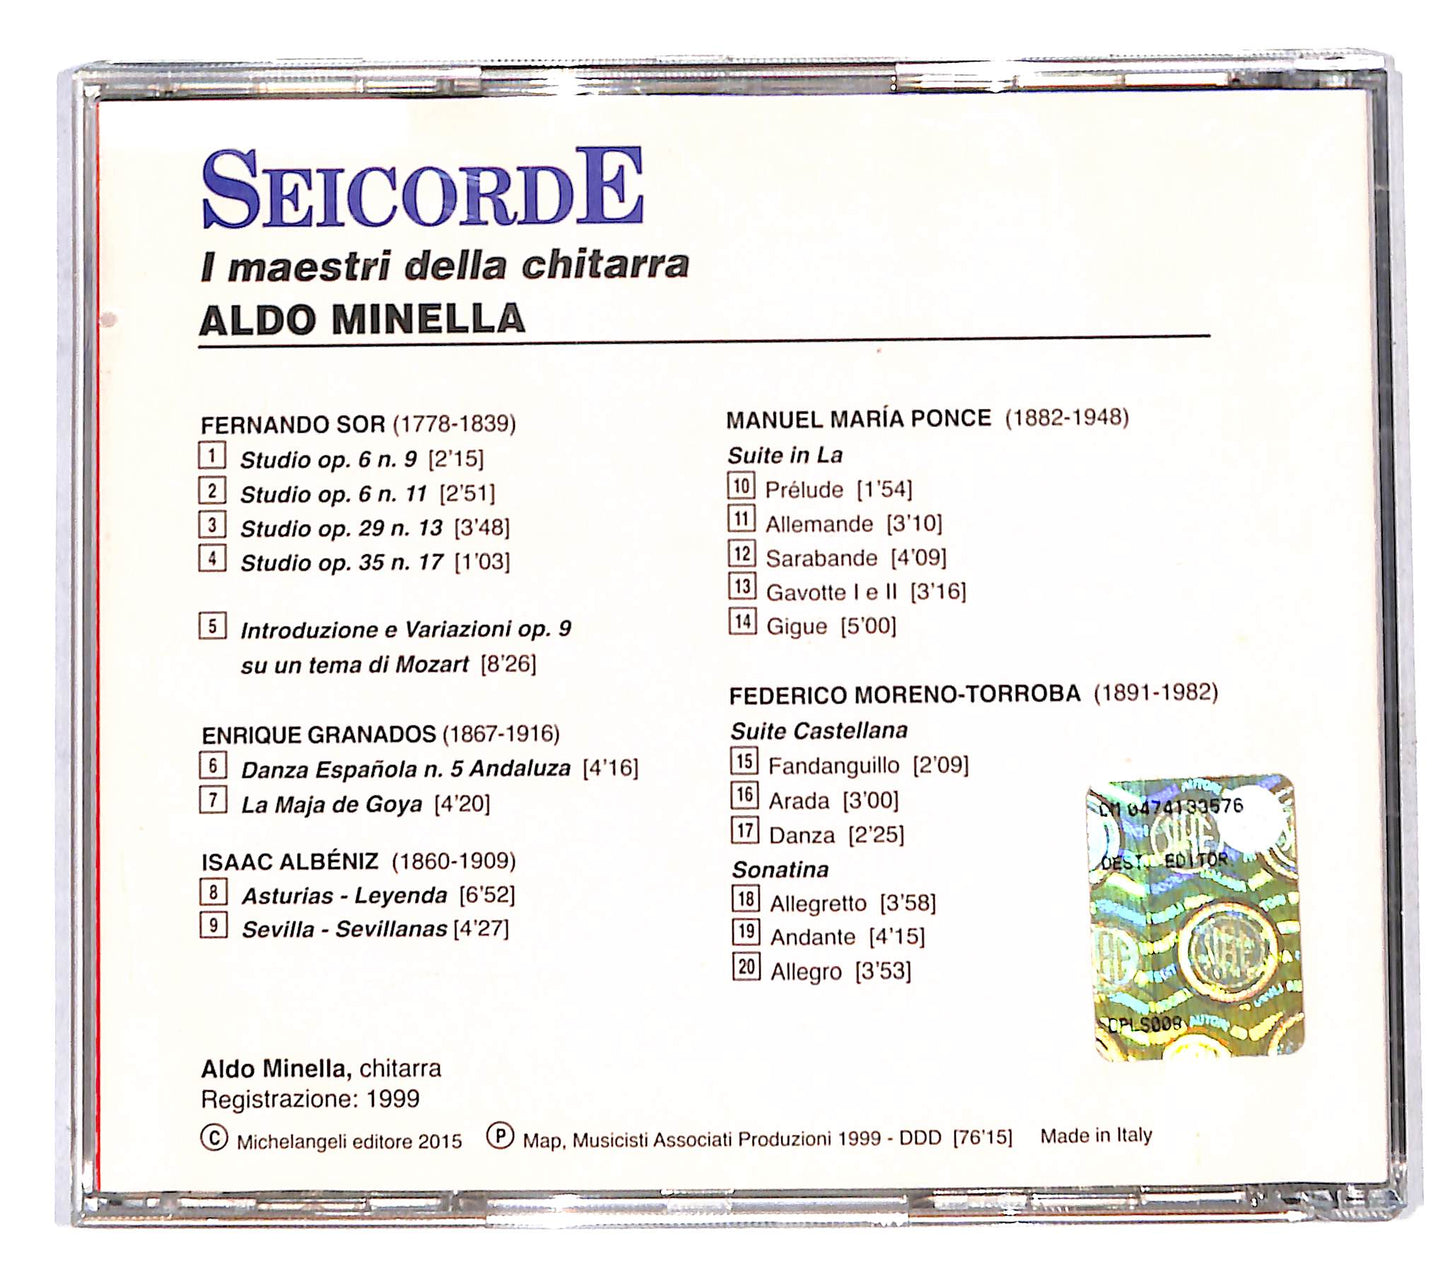 SEICORDE
I maestri della chitarra
ALDO MINELLA
FERNANDO SOR (1778-1839)
1 Studio op. 6 n. 9 [2'15]
2 Studio op. 6 n. 11 [2'51]
3 Studio op. 29 n. 13 [3'48]
4 Studio op. 35 n. 17 [1'03]
5 Introduzione e Variazioni op. 9
su un tema di Mozart [8'26]
ENRIQUE GRANADOS (1867-1916)
6 Danza Española n. 5 Andaluza [4'16]
7 La Maja de Goya [4'20]
ISAAC ALBÉNIZ (1860-1909)
8 Asturias - Leyenda [6'52]
9 Sevilla - Sevillanas [4'27]
MANUEL MARÍA PONCE (1882-1948)
Suite in La
10 Prélude [1'54]
11 Allemande [3'10]
12 Sarabande [4'09]
13 Gavotte I e II [3'16]
14 Gigue [5'00]
FEDERICO MORENO-TORROBA (1891-1982)
Suite Castellana
15 Fandanguillo [2'09]
16 Arada [3'00]
17 Danza [2'25]
Sonatina
18 Allegretto [3'58]
19 Andante [4'15]
20 Allegro [3'53]
0474133576
DEST. EDITOR.
Aldo Minella, chitarra
Registrazione: 1999
© Michelangeli editore 2015 ℗ Map, Musicisti Associati Produzioni 1999 - DDD [76'15] Made in Italy